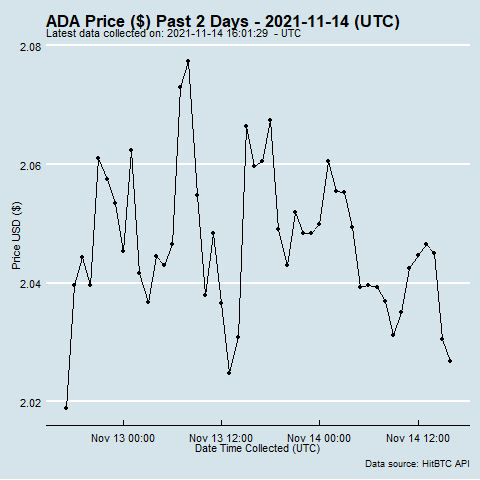 ADA Price ($) Past 2 Days - 2021-11-14 (UTC)
Latest data collected on: 2021-11-14 16:01:29  - UTC
2.08
2.06
2.04
2.02
Price USD ($)
Nov 13 00:00
Nov 13 12:00
Nov 14 00:00
Nov 14 12:00
Date Time Collected (UTC)
Data source: HitBTC API